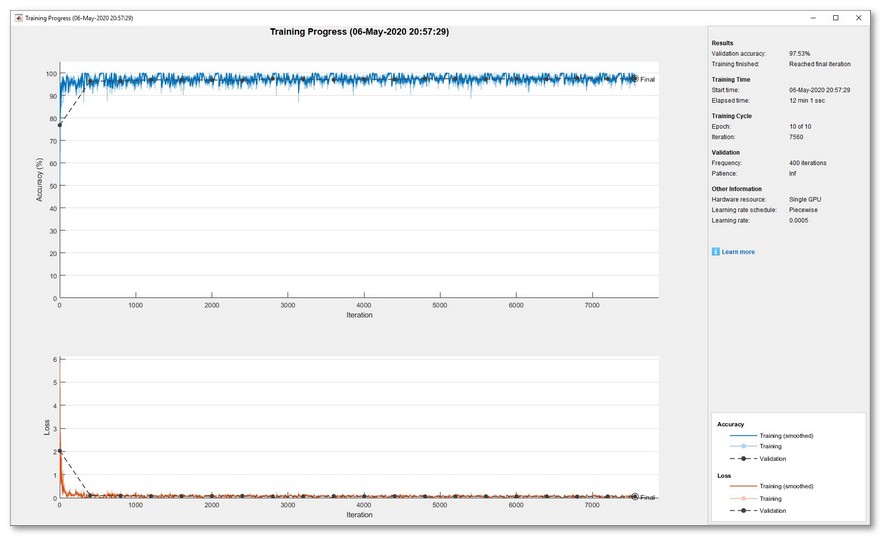 Training Progress (06-May-2020 20:57:29)
Training Progress (06-May-2020 20:57:29)
Accuracy (%)
100
90
80
70
60
50
40
30
20
10
0
Final
0 1000 2000 3000 4000 5000 6000 7000
Iteration
Loss
6
5
4
3
2
1
0
Final
0 1000 2000 3000 4000 5000 6000 7000
Iteration
Results
Validation accuracy: 97.53%
Training finished: Reached final iteration
Training Time
Start time: 06-May-2020 20:57:29
Elapsed time: 12 min 1 sec
Training Cycle
Epoch: 10 of 10
Iteration: 7560
Validation
Frequency: 400 iterations
Patience: Inf
Other Information
Hardware resource: Single GPU
Learning rate schedule: Piecewise
Learning rate: 0.0005
i Learn more
Accuracy
Training (smoothed)
Training
Validation
Loss
Training (smoothed)
Training
Validation